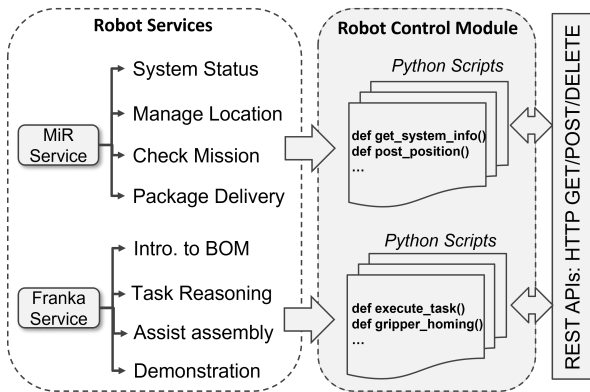 Robot Services
MiR
Service
System Status
Manage Location
Check Mission
Package Delivery
Franka
Service
Intro. to BOM
Task Reasoning
Assist assembly
Demonstration
Robot Control Module
Python Scripts
def get_system_info()
def post_position()
...
Python Scripts
def execute_task()
def gripper_homing()
...
REST APIs: HTTP GET/POST/DELETE